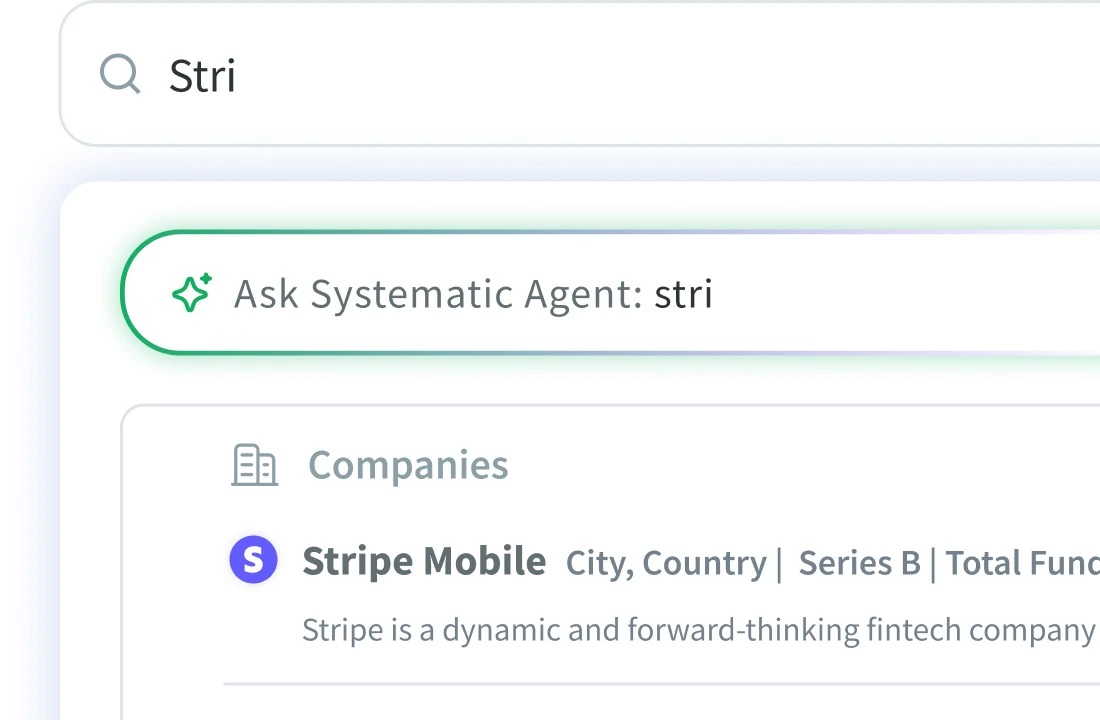 Stri
Ask Systematic Agent: stri
Companies
S Stripe Mobile City, Country | Series B | Total Fund
Stripe is a dynamic and forward-thinking fintech company